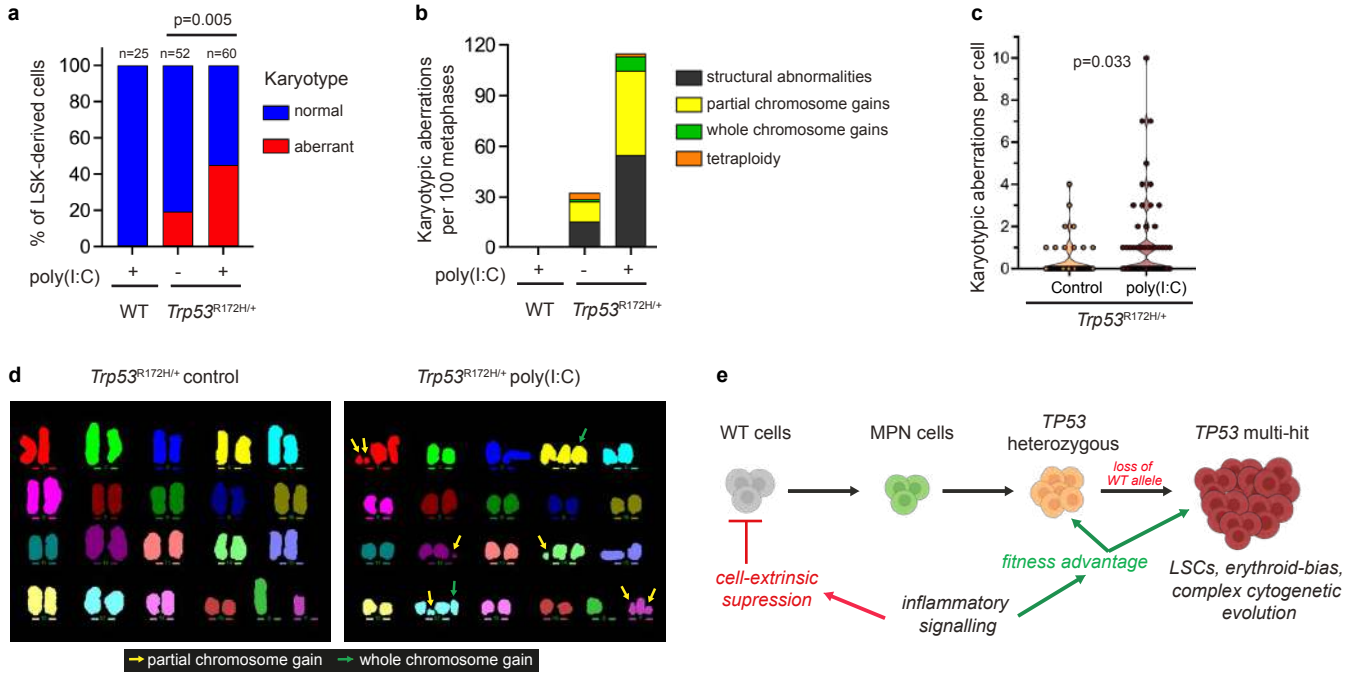 a
p=0.005
n=25 n=52 n=60
100
80
60
40
20
0
% of LSK-derived cells
Karyotype
normal
aberrant
poly(I:C) + - +
WT Trp53R172H/+
b
120
90
60
30
0
Karyotypic aberrations
per 100 metaphases
structural abnormalities
partial chromosome gains
whole chromosome gains
tetraploidy
poly(I:C) + - +
WT Trp53R172H/+
c
p=0.033
10
8
6
4
2
0
Karyotypic aberrations per cell
Control poly(I:C)
Trp53R172H/+
d
Trp53R172H/+ control
Trp53R172H/+ poly(I:C)
partial chromosome gain whole chromosome gain
e
WT cells
MPN cells
TP53
heterozygous
TP53 multi-hit
loss of
WT allele
cell-extrinsic
supression
fitness advantage
inflammatory
signalling
LSCs, erythroid-bias,
complex cytogenetic
evolution